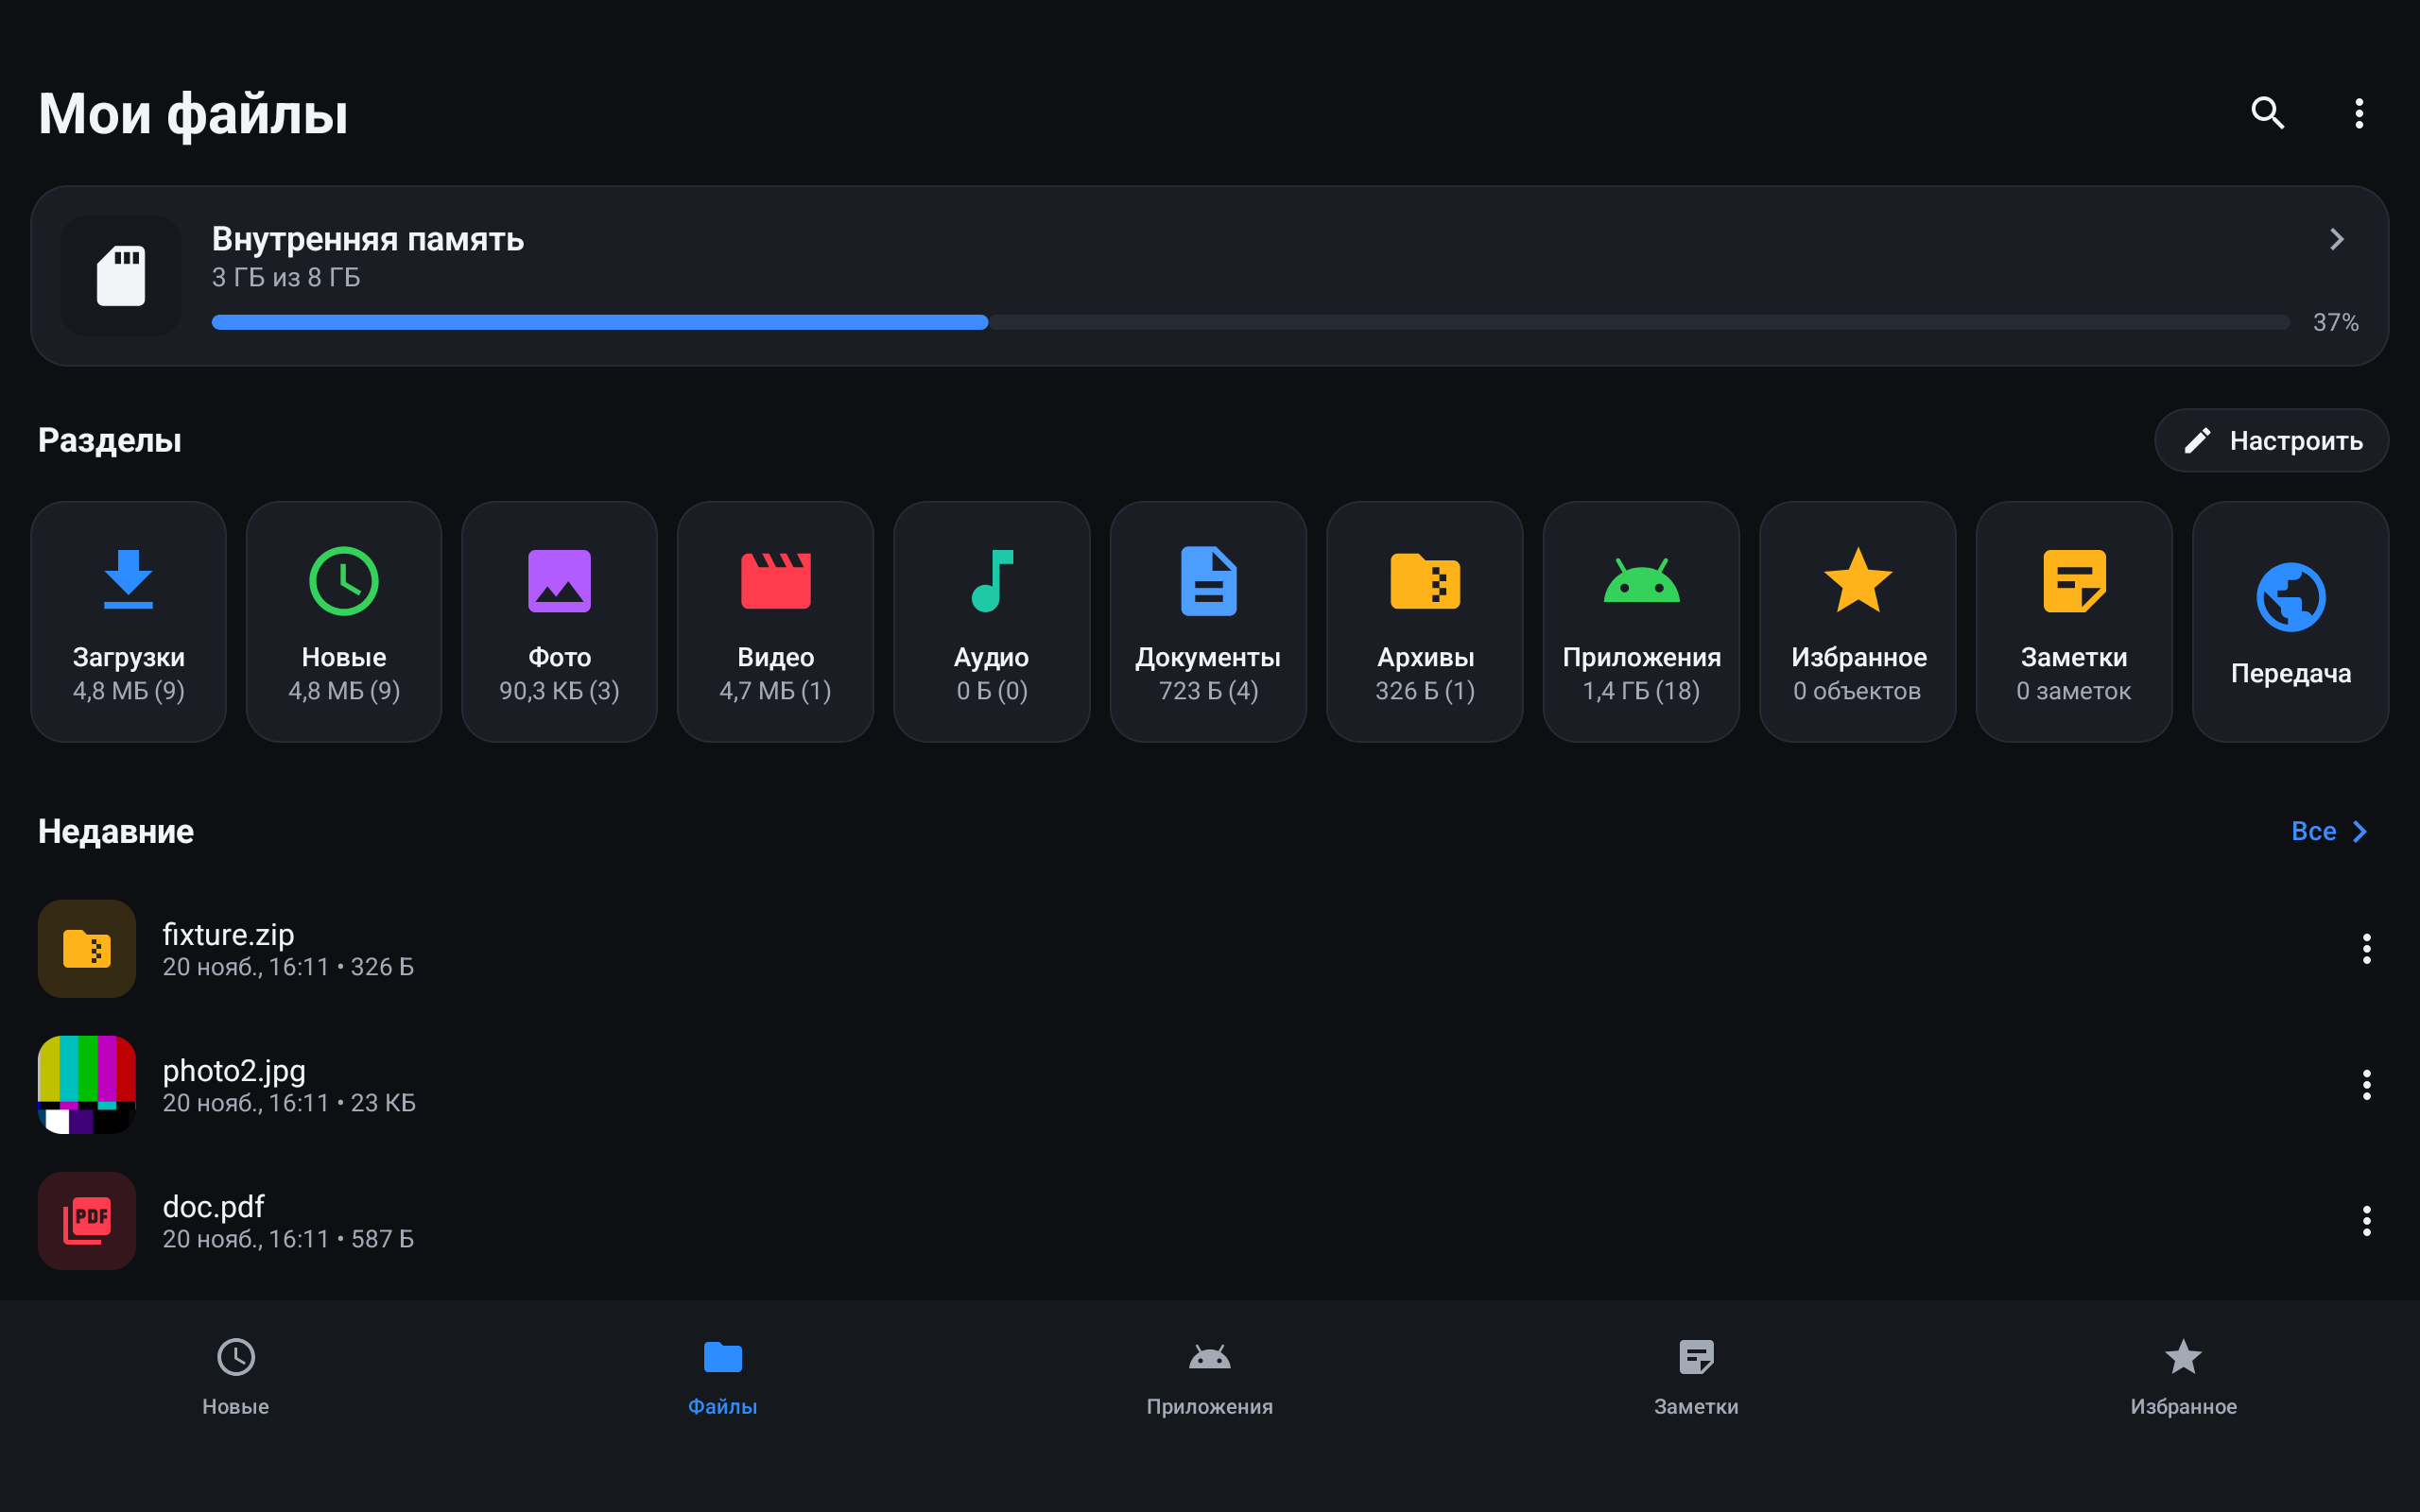 Мои файлы
Внутренняя память
3 ГБ из 8 ГБ
37%
Разделы
Настроить
Загрузки
4,8 МБ (9)
Новые
4,8 МБ (9)
Фото
90,3 КБ (3)
Видео
4,7 МБ (1)
Аудио
0 Б (0)
Документы
723 Б (4)
Архивы
326 Б (1)
Приложения
1,4 ГБ (18)
Избранное
0 объектов
Заметки
0 заметок
Передача
Недавние
Все
fixture.zip
20 нояб., 16:11 • 326 Б
photo2.jpg
20 нояб., 16:11 • 23 КБ
PDF
doc.pdf
20 нояб., 16:11 • 587 Б
Новые
Файлы
Приложения
Заметки
Избранное